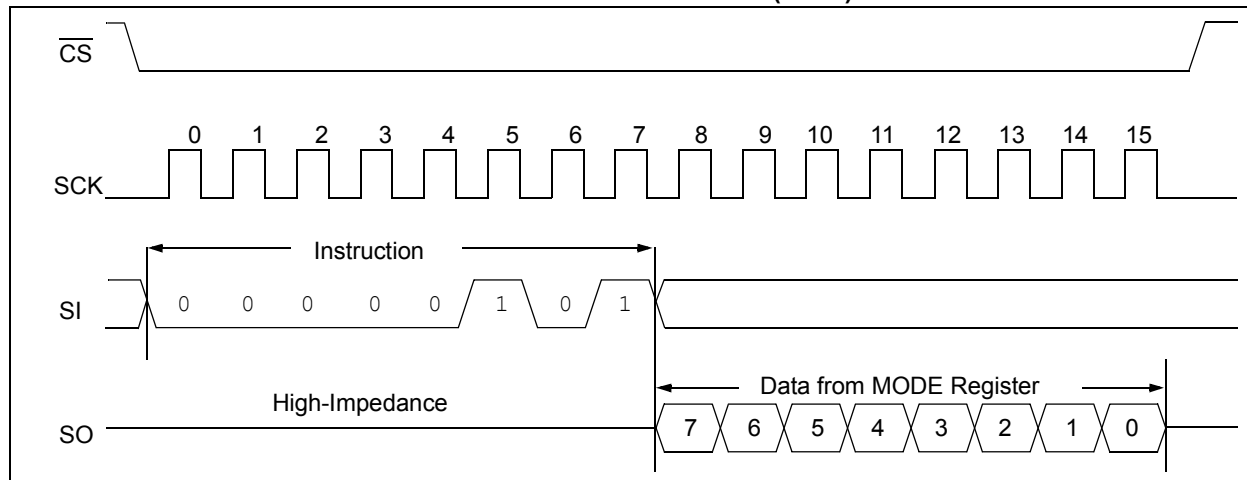 CS
0 1 2 3 4 5 6 7 8 9 10 11 12 13 14 15
SCK
Instruction
SI 0 0 0 0 0 1 0 1
Data from MODE Register
High-Impedance
SO 7 6 5 4 3 2 1 0